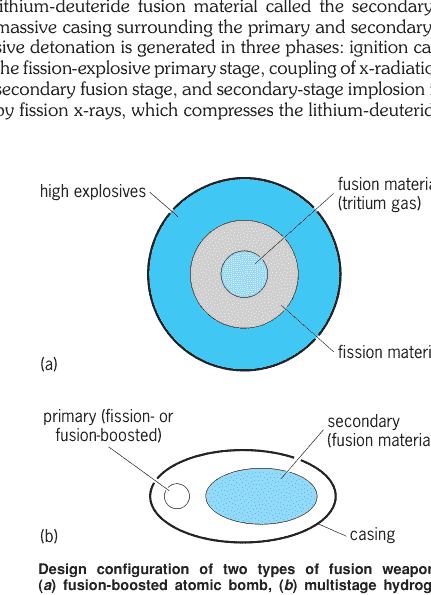 lithium-deuteride fusion material called the secondary
massive casing surrounding the primary and secondary
sive detonation is generated in three phases: ignition ca
he fission-explosive primary stage, coupling of x-radiatio
secondary fusion stage, and secondary-stage implosion i
by fission x-rays, which compresses the lithium-deuterid
high explosives
fusion materia
(tritium gas)
fission materi
(a)
primary (fission- or
fusion-boosted)
secondary
(fusion materia
(b)
casing
Design configuration of two types of fusion weapon
(a) fusion-boosted atomic bomb, (b) multistage hydrog